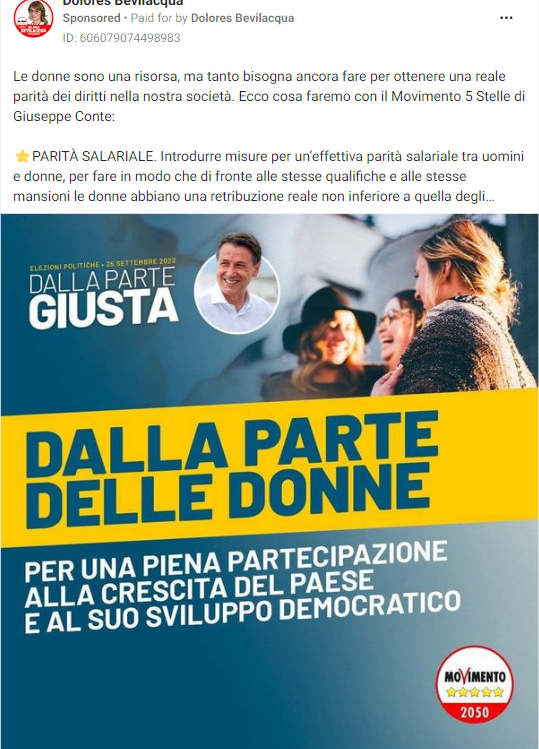 Dolores Bevilacqua
Sponsored • Paid for by Dolores Bevilacqua
ID: 606079074498983
Le donne sono una risorsa, ma tanto bisogna ancora fare per ottenere una reale
parità dei diritti nella nostra società. Ecco cosa faremo con il Movimento 5 Stelle di
Giuseppe Conte:
⭐PARITÀ SALARIALE. Introdurre misure per un'effettiva parità salariale tra uomini
e donne, per fare in modo che di fronte alle stesse qualifiche e alle stesse
mansioni le donne abbiano una retribuzione reale non inferiore a quella degli...
ELEZIONI POLITICHE • 25 SETTEMBRE 2022
DALLA PARTE
GIUSTA
DALLA PARTE
DELLE DONNE
PER UNA PIENA PARTECIPAZIONE
ALLA CRESCITA DEL PAESE
E AL SUO SVILUPPO DEMOCRATICO
MOVIMENTO
2050